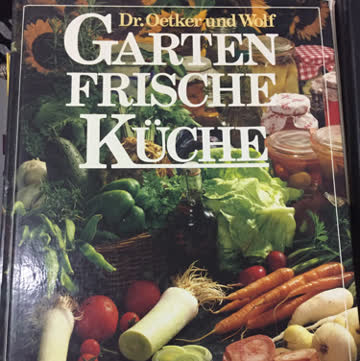 Dr. Oetker und Wolf
GARTEN
FRISCHE
KÜCHE